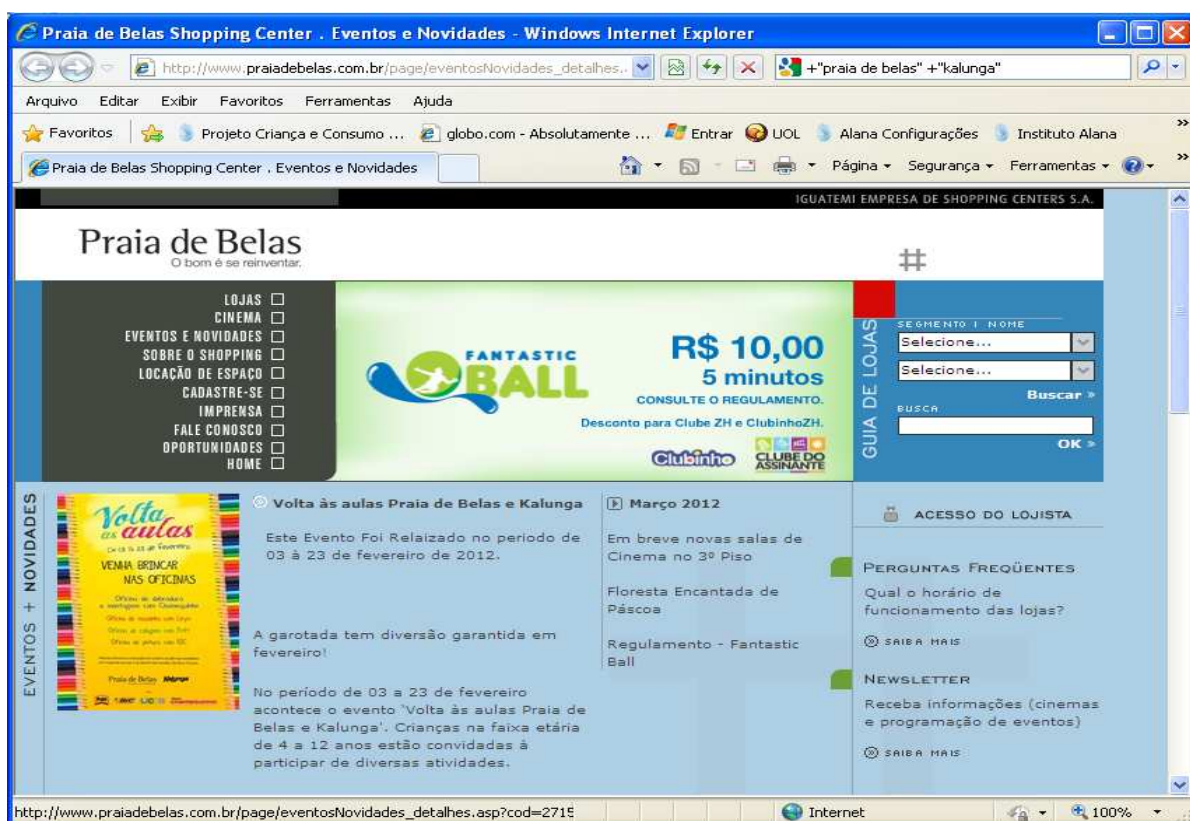 Praia de Belas Shopping Center . Eventos e Novidades - Windows Internet Explorer
http://www.praiadebelas.com.br/page/eventosNovidades_detalhes..
+"praia de belas" +"kalunga"
Arquivo Editar Exibir Favoritos Ferramentas Ajuda
Favoritos Projeto Criança e Consumo ... globo.com - Absolutamente ... Entrar UOL Alana Configurações Instituto Alana »
Praia de Belas Shopping Center . Eventos e Novidades
Página Segurança Ferramentas »
IGUATEMI EMPRESA DE SHOPPING CENTERS S.A.
Praia de Belas
O bom é se reinventar.
LOJAS
CINEMA
EVENTOS E NOVIDADES
SOBRE O SHOPPING
LOCAÇÃO DE ESPAÇO
CADASTRE-SE
IMPRENSA
FALE CONOSCO
OPORTUNIDADES
HOME
FANTASTIC
BALL
R$ 10,00
5 minutos
CONSULTE O REGULAMENTO.
Desconto para Clube ZH e ClubinhoZH.
Clubinho
CLUBE DO
ASSINANTE
GUIA DE LOJAS
SEGMENTO | NOME
Selecione...
Selecione...
Buscar »
BUSCA
OK »
EVENTOS + NOVIDADES
Volta
às aulas
VENHA BRINCAR
NAS OFICINAS
Praia de Belas
Volta às aulas Praia de Belas e Kalunga
Este Evento Foi Relaizado no periodo de
03 à 23 de fevereiro de 2012.
A garotada tem diversão garantida em
fevereiro!
No período de 03 a 23 de fevereiro
acontece o evento 'Volta às aulas Praia de
Belas e Kalunga'. Crianças na faixa etária
de 4 a 12 anos estão convidadas à
participar de diversas atividades.
Março 2012
Em breve novas salas de
Cinema no 3º Piso
Floresta Encantada de
Páscoa
Regulamento - Fantastic
Ball
ACESSO DO LOJISTA
PERGUNTAS FREQÜENTES
Qual o horário de
funcionamento das lojas?
SAIBA MAIS
NEWSLETTER
Receba informações (cinemas
e programação de eventos)
SAIBA MAIS
http://www.praiadebelas.com.br/page/eventosNovidades_detalhes.asp?cod=2715
Internet
100%